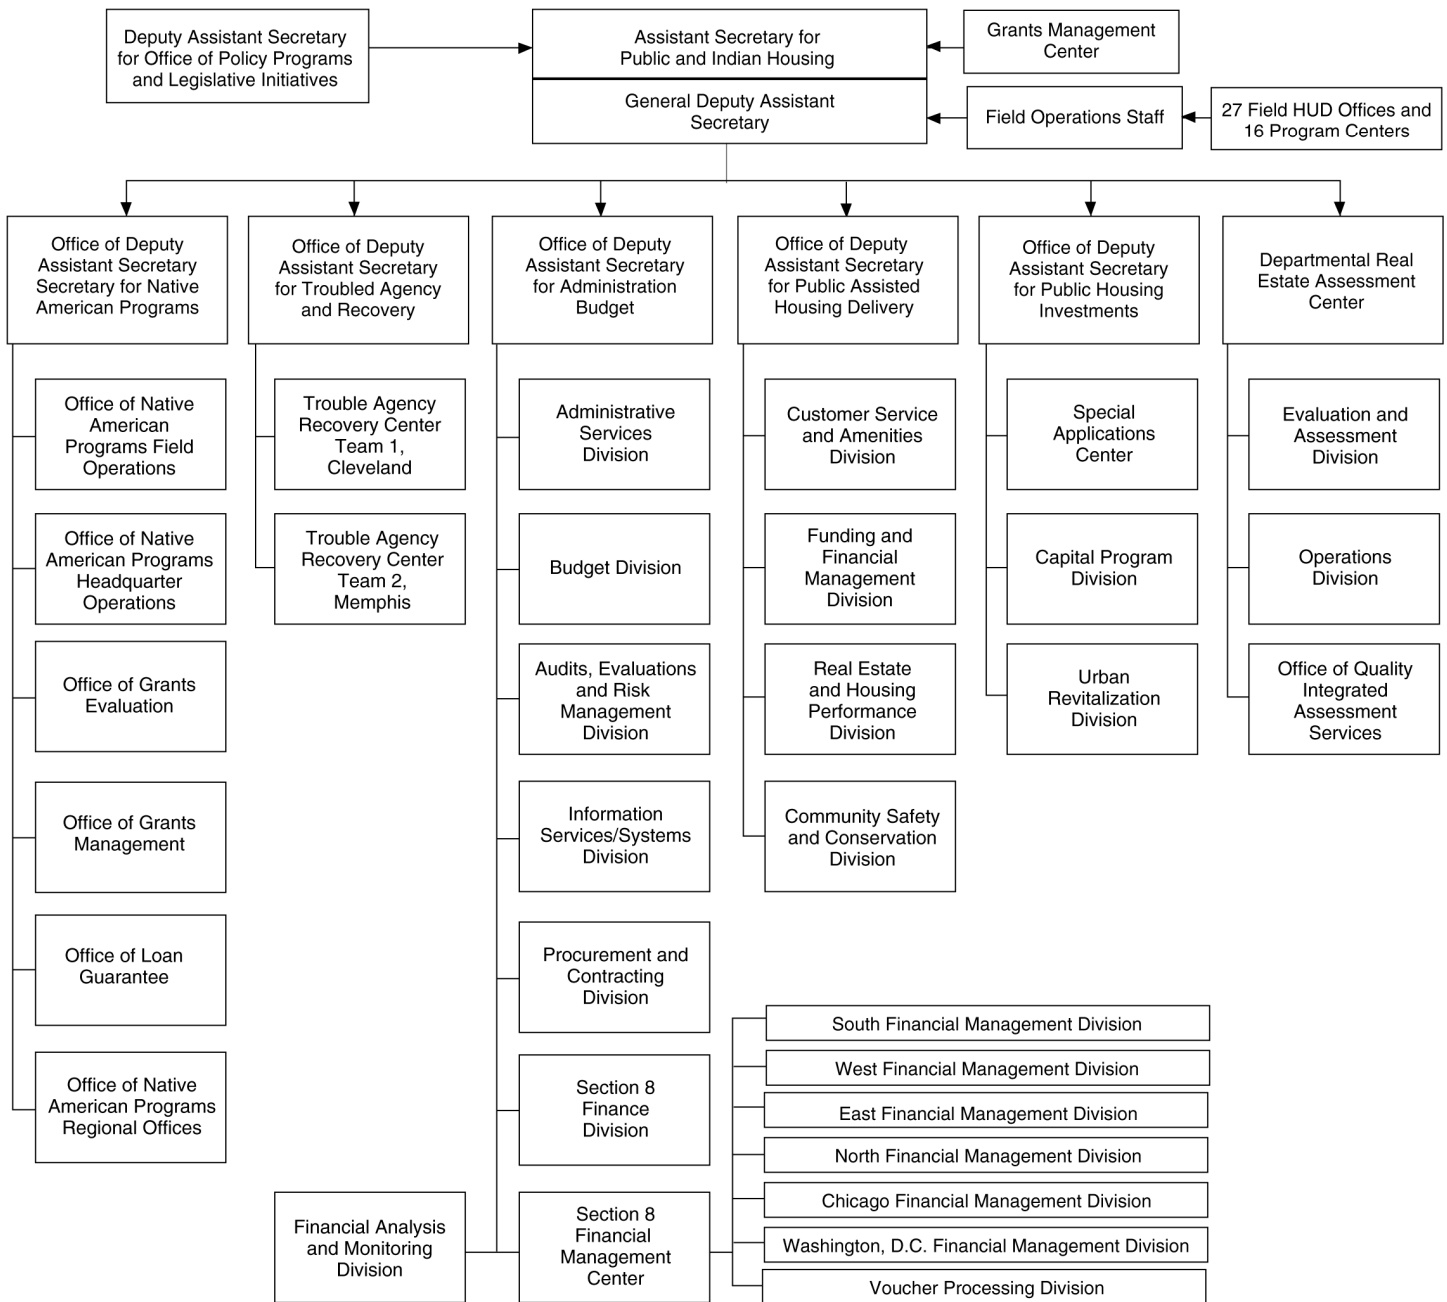 Deputy Assistant Secretary
for Office of Policy Programs
and Legislative Initiatives
Assistant Secretary for
Public and Indian Housing
Grants Management
Center
General Deputy Assistant
Secretary
Field Operations Staff
27 Field HUD Offices and
16 Program Centers
Office of Deputy
Assistant Secretary
Secretary for Native
American Programs
Office of Deputy
Assistant Secretary
for Troubled Agency
and Recovery
Office of Deputy
Assistant Secretary
for Administration
Budget
Office of Deputy
Assistant Secretary
for Public Assisted
Housing Delivery
Office of Deputy
Assistant Secretary
for Public Housing
Investments
Departmental Real
Estate Assessment
Center
Office of Native
American
Programs Field
Operations
Trouble Agency
Recovery Center
Team 1,
Cleveland
Administrative
Services
Division
Customer Service
and Amenities
Division
Special
Applications
Center
Evaluation and
Assessment
Division
Office of Native
American Programs
Headquarter
Operations
Trouble Agency
Recovery Center
Team 2,
Memphis
Budget Division
Funding and
Financial
Management
Division
Capital Program
Division
Operations
Division
Office of Grants
Evaluation
Audits, Evaluations
and Risk
Management
Division
Real Estate
and Housing
Performance
Division
Urban
Revitalization
Division
Office of Quality
Integrated
Assessment
Services
Office of Grants
Management
Information
Services/Systems
Division
Community Safety
and Conservation
Division
Office of Loan
Guarantee
Procurement and
Contracting
Division
Office of Native
American Programs
Regional Offices
Section 8
Finance
Division
Financial Analysis
and Monitoring
Division
Section 8
Financial
Management
Center
South Financial Management Division
West Financial Management Division
East Financial Management Division
North Financial Management Division
Chicago Financial Management Division
Washington, D.C. Financial Management Division
Voucher Processing Division